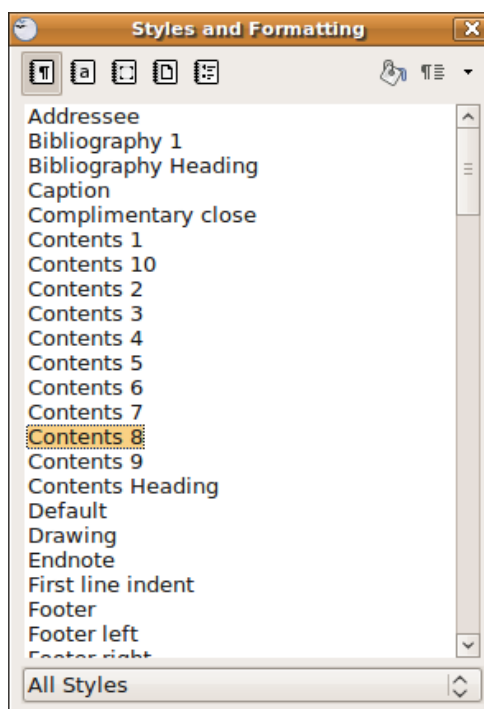 Styles and Formatting
Addressee
Bibliography 1
Bibliography Heading
Caption
Complimentary close
Contents 1
Contents 10
Contents 2
Contents 3
Contents 4
Contents 5
Contents 6
Contents 7
Contents 8
Contents 9
Contents Heading
Default
Drawing
Endnote
First line indent
Footer
Footer left
Footer right
All Styles